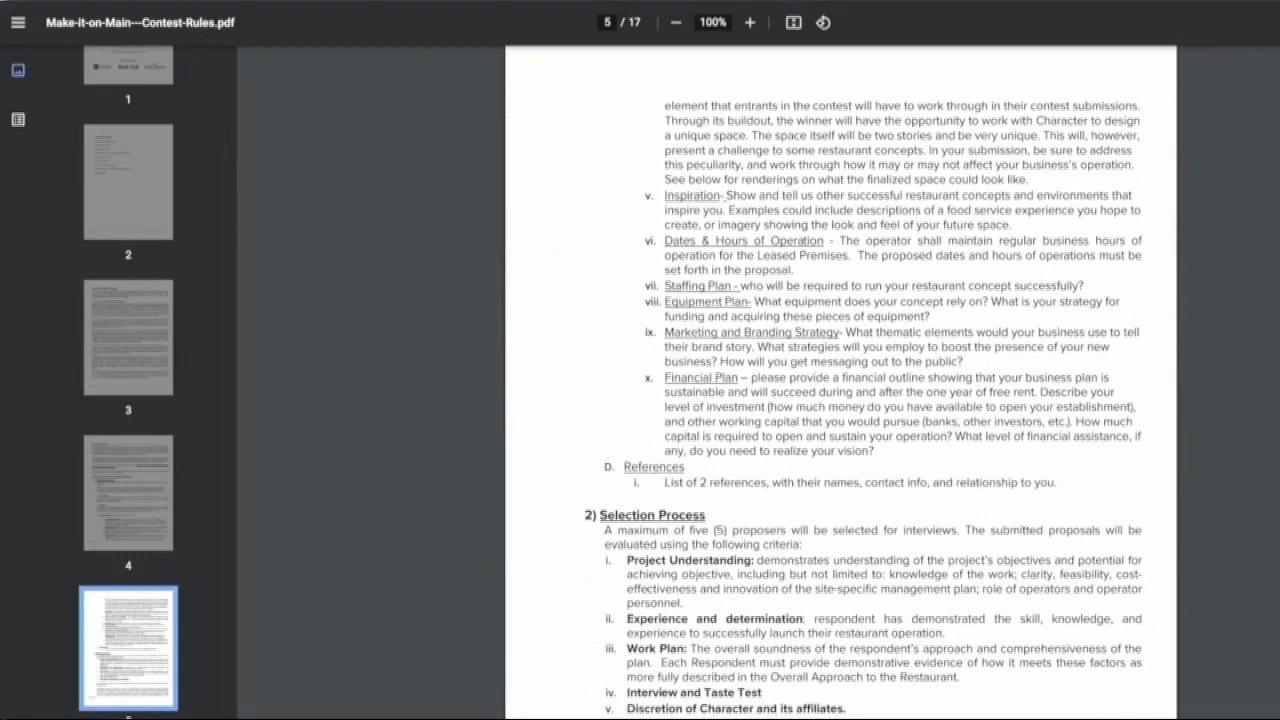 Make-it-on-Main---Contest-Rules.pdf
5 / 17
100%
1
2
3
4
element that entrants in the contest will have to work through in their contest submissions.
Through its buildout, the winner will have the opportunity to work with Character to design
a unique space. The space itself will be two stories and be very unique. This will, however,
present a challenge to some restaurant concepts. In your submission, be sure to address
this peculiarity, and work through how it may or may not affect your business's operation.
See below for renderings on what the finalized space could look like.
v. Inspiration- Show and tell us other successful restaurant concepts and environments that
inspire you. Examples could include descriptions of a food service experience you hope to
create, or imagery showing the look and feel of your future space.
vi. Dates & Hours of Operation - The operator shall maintain regular business hours of
operation for the Leased Premises. The proposed dates and hours of operations must be
set forth in the proposal.
vii. Staffing Plan - who will be required to run your restaurant concept successfully?
viii. Equipment Plan- What equipment does your concept rely on? What is your strategy for
funding and acquiring these pieces of equipment?
ix. Marketing and Branding Strategy- What thematic elements would your business use to tell
their brand story. What strategies will you employ to boost the presence of your new
business? How will you get messaging out to the public?
x. Financial Plan – please provide a financial outline showing that your business plan is
sustainable and will succeed during and after the one year of free rent. Describe your
level of investment (how much money do you have available to open your establishment),
and other working capital that you would pursue (banks, other investors, etc.). How much
capital is required to open and sustain your operation? What level of financial assistance, if
any, do you need to realize your vision?
D. References
i. List of 2 references, with their names, contact info, and relationship to you.
2) Selection Process
A maximum of five (5) proposers will be selected for interviews. The submitted proposals will be
evaluated using the following criteria:
i. Project Understanding: demonstrates understanding of the project's objectives and potential for
achieving objective, including but not limited to: knowledge of the work; clarity, feasibility, cost-
effectiveness and innovation of the site-specific management plan; role of operators and operator
personnel.
ii. Experience and determination: respondent has demonstrated the skill, knowledge, and
experience to successfully launch their restaurant operation.
iii. Work Plan: The overall soundness of the respondent's approach and comprehensiveness of the
plan. Each Respondent must provide demonstrative evidence of how it meets these factors as
more fully described in the Overall Approach to the Restaurant.
iv. Interview and Taste Test
v. Discretion of Character and its affiliates.